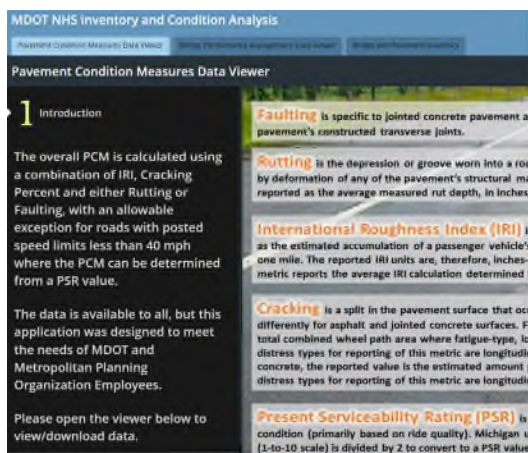 MDOT NHS Inventory and Condition Analysis
Pavement Condition Measures Data Viewer
Pavement Condition Measures Data Viewer
1 Introduction
The overall PCM is calculated using
a combination of IRI, Cracking
Percent and either Rutting or
Faulting, with an allowable
exception for roads with posted
speed limits less than 40 mph
where the PCM can be determined
from a PSR value.
The data is available to all, but this
application was designed to meet
the needs of MDOT and
Metropolitan Planning
Organization Employees.
Please open the viewer below to
view/download data.
Faulting is specific to jointed concrete pavement a
pavement's constructed transverse joints.
Rutting is the depression or groove worn into a ro
by deformation of any of the pavement's structural ma
reported as the average measured rut depth, in inches
International Roughness Index (IRI) i
as the estimated accumulation of a passenger vehicle's
one mile. The reported IRI units are, therefore, inches-
metric reports the average IRI calculation determined
Cracking is a split in the pavement surface that oc
differently for asphalt and jointed concrete surfaces. F
total combined wheel path area where fatigue-type, lo
distress types for reporting of this metric are longitudin
concrete, the reported value is the estimated amount
distress types for reporting of this metric are longitudin
Present Serviceability Rating (PSR) is
condition (primarily based on ride quality). Michigan u
(1-to-10 scale) is divided by 2 to convert to a PSR value